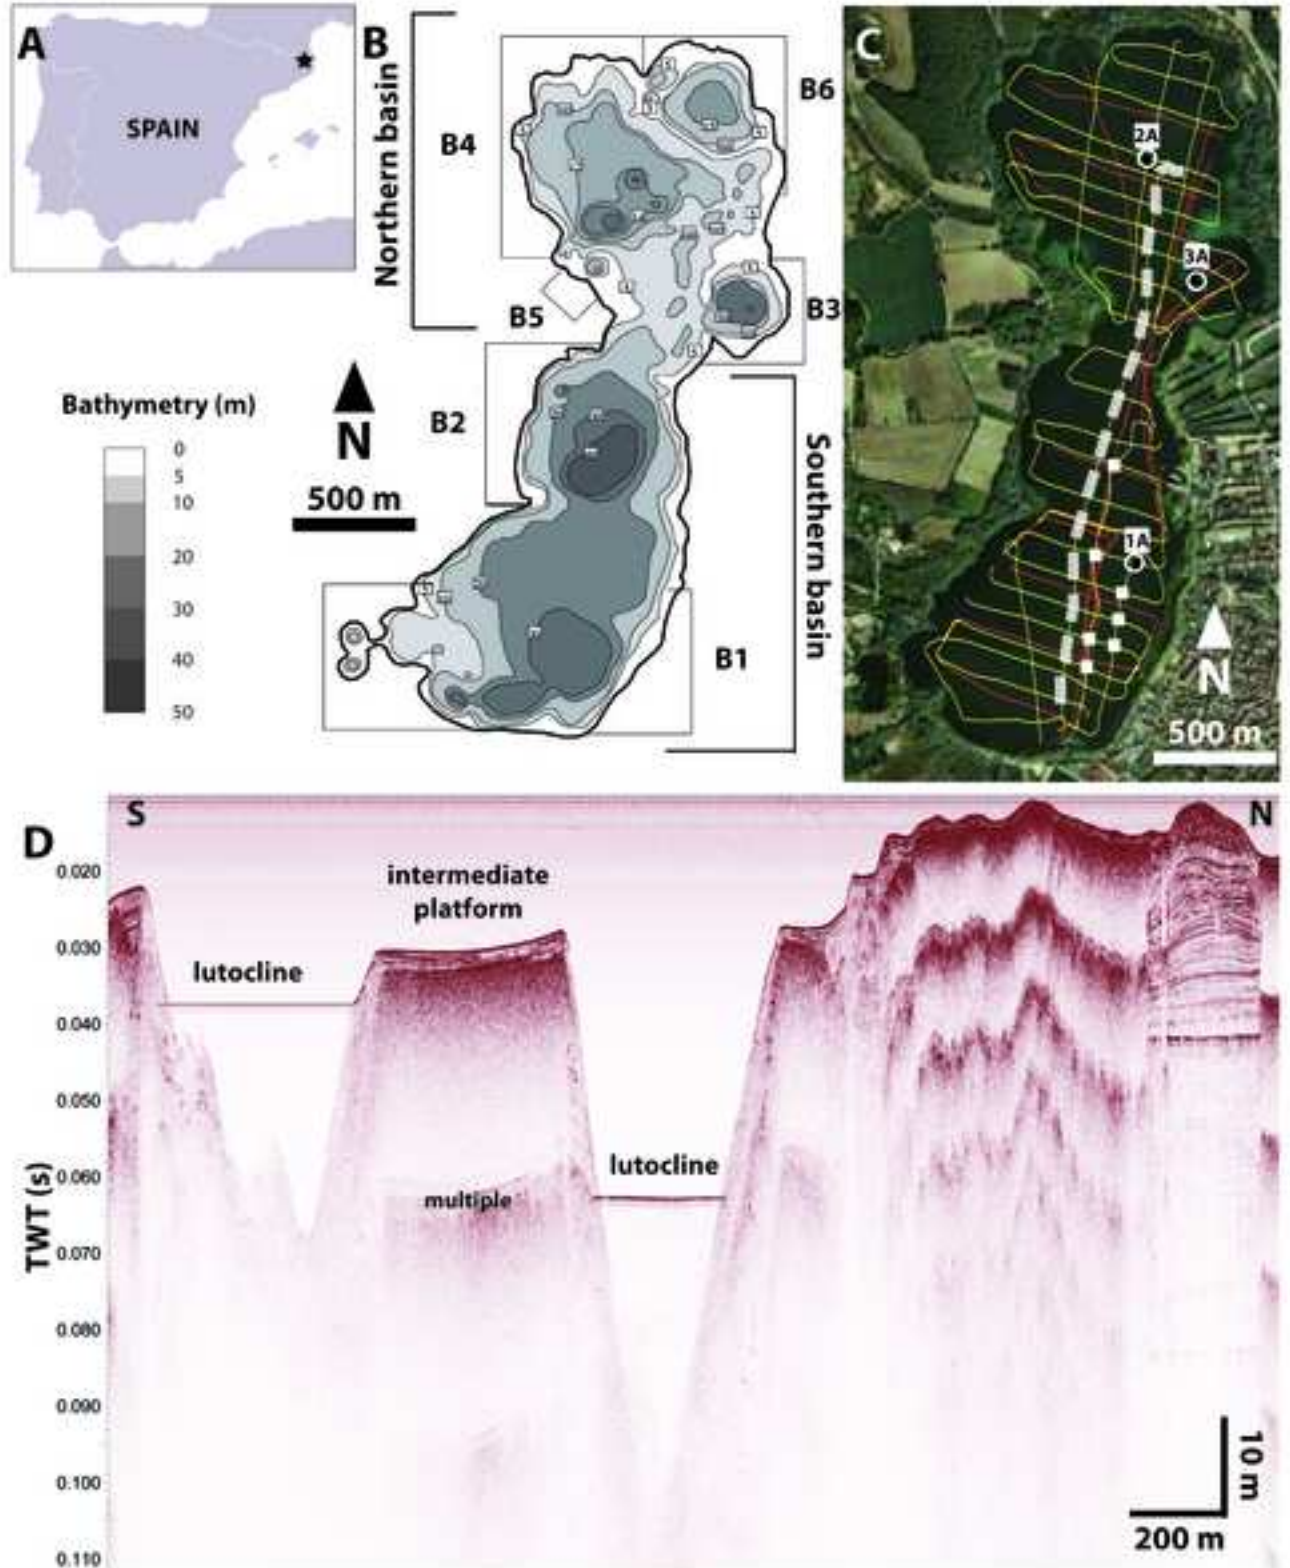 A
SPAIN
B
Northern basin
B4
B6
B5
B3
B2
B1
Southern basin
Bathymetry (m)
0
5
10
20
30
40
50
N
500 m
C
2A
3A
1A
N
500 m
D
S
N
intermediate
platform
lutocline
lutocline
multiple
TWT (s)
0.020
0.030
0.040
0.050
0.060
0.070
0.080
0.090
0.100
0.110
10 m
200 m